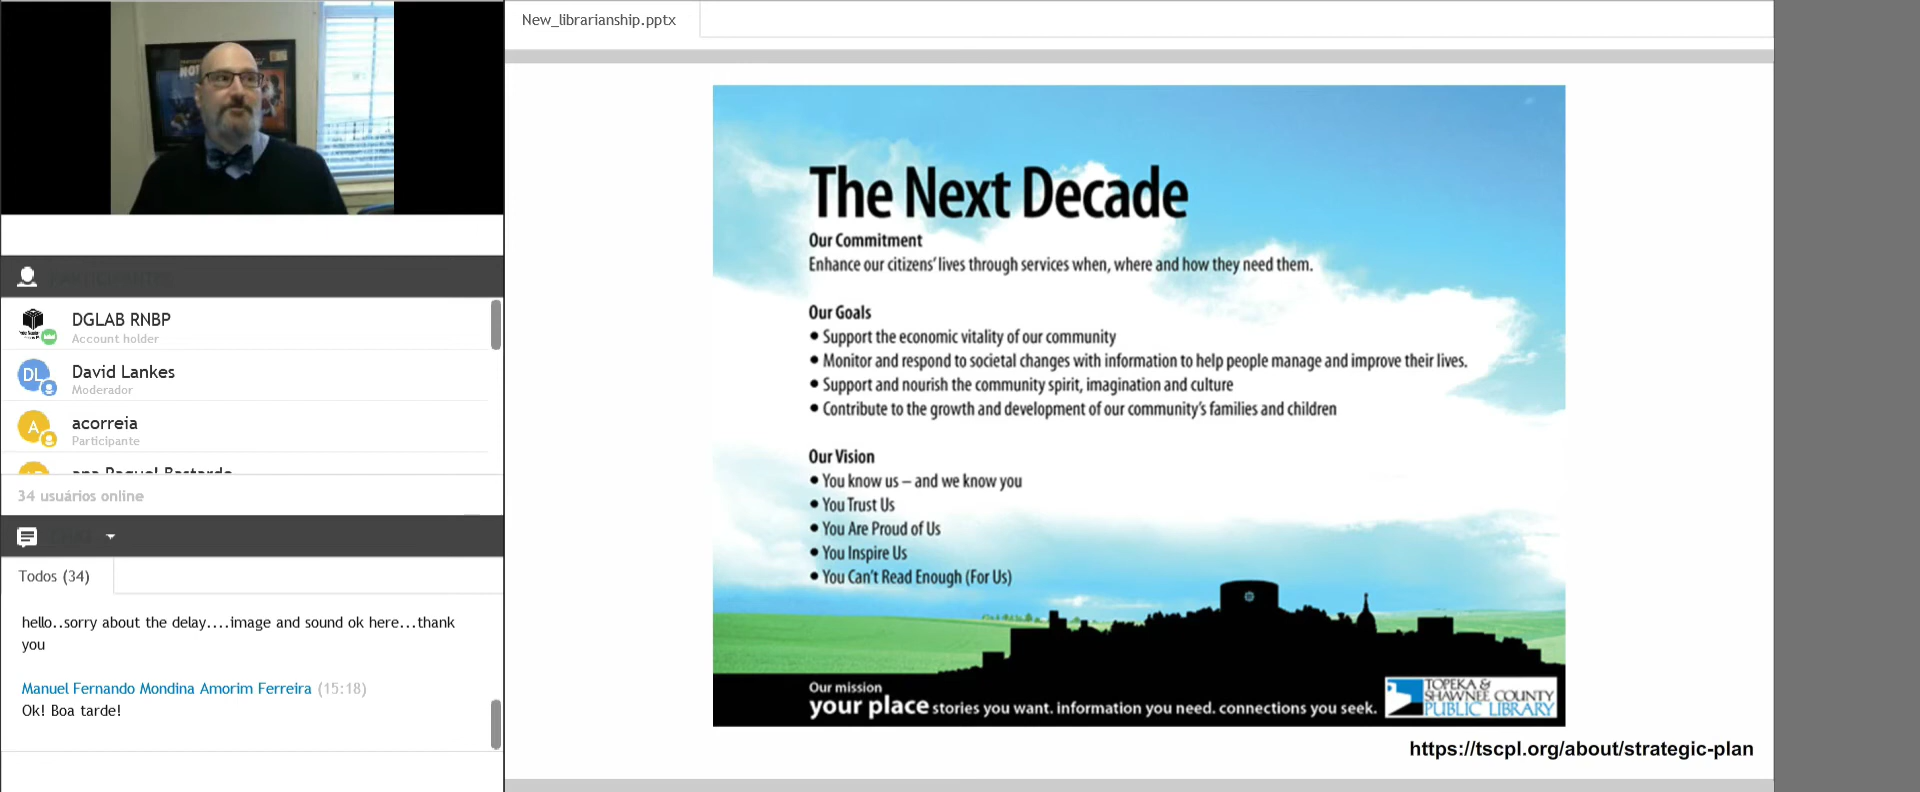 New_librarianship.pptx
NOT
DGLAB RNBP
Account holder
DL
David Lankes
Moderador
A
acorreia
Participante
ana Raquel Bastardo
34 usuários online
Todos (34)
hello..sorry about the delay....image and sound ok here...thank
you
Manuel Fernando Mondina Amorim Ferreira (15:18)
Ok! Boa tarde!
The Next Decade
Our Commitment
Enhance our citizens' lives through services when, where and how they need them.
Our Goals
• Support the economic vitality of our community
• Monitor and respond to societal changes with information to help people manage and improve their lives.
• Support and nourish the community spirit, imagination and culture
• Contribute to the growth and development of our community's families and children
Our Vision
• You know us – and we know you
• You Trust Us
• You Are Proud of Us
• You Inspire Us
• You Can't Read Enough (For Us)
Our mission
your place stories you want. information you need. connections you seek.
TOPEKA &
SHAWNEE COUNTY
PUBLIC LIBRARY
https://tscpl.org/about/strategic-plan